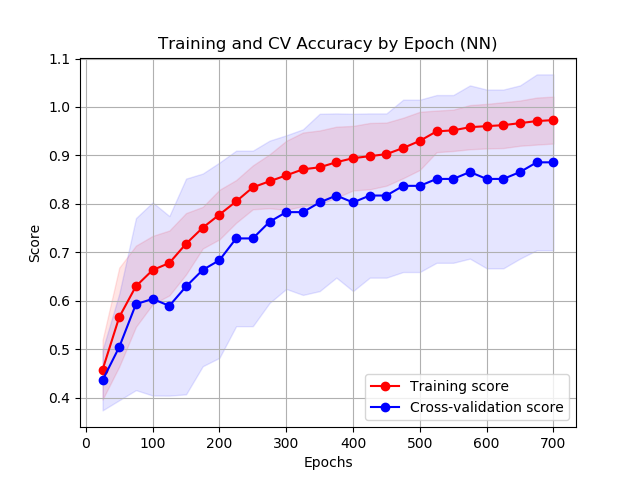 Training and CV Accuracy by Epoch (NN)
1.1
1.0
0.9
0.8
0.7
0.6
0.5
0.4
Score
0 100 200 300 400 500 600 700
Epochs
Training score
Cross-validation score